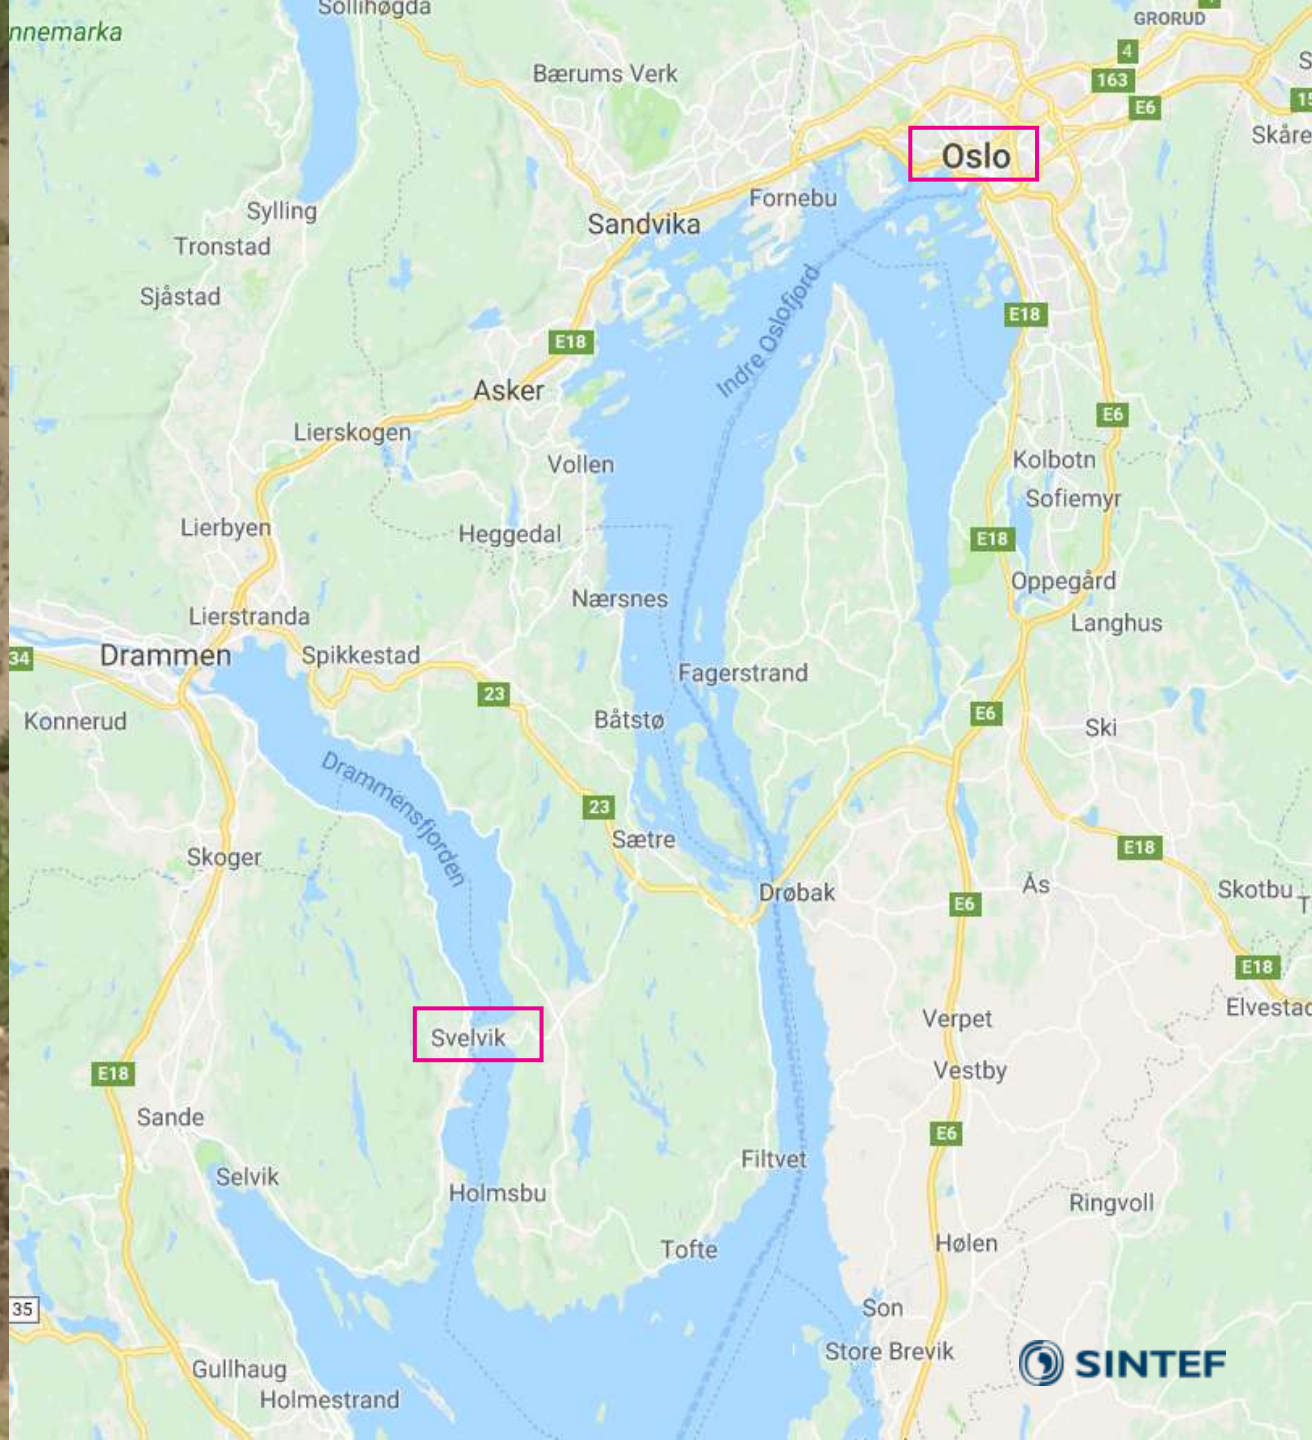 Sollihøgda
GRORUD
nnemarka
4
Bærums Verk
163
E6
15
Skåre
Oslo
Fornebu
Sylling
Sandvika
Tronstad
Sjåstad
Indre Oslofjord
E18
E18
Asker
E6
Lierskogen
Vollen
Kolbotn
Sofiemyr
Lierbyen
Heggedal
E18
Oppegård
Nærsnes
Lierstranda
Langhus
34
Drammen
Spikkestad
Fagerstrand
23
E6
Konnerud
Båtstø
Ski
Drammensfjorden
23
Sætre
E18
Skoger
Ås
Drøbak
Skotbu
E6
E18
Elvestad
Verpet
Svelvik
Vestby
E18
Sande
E6
Filtvet
Selvik
Holmsbu
Ringvoll
Hølen
Tofte
35
Son
Store Brevik
SINTEF
Gullhaug
Holmestrand